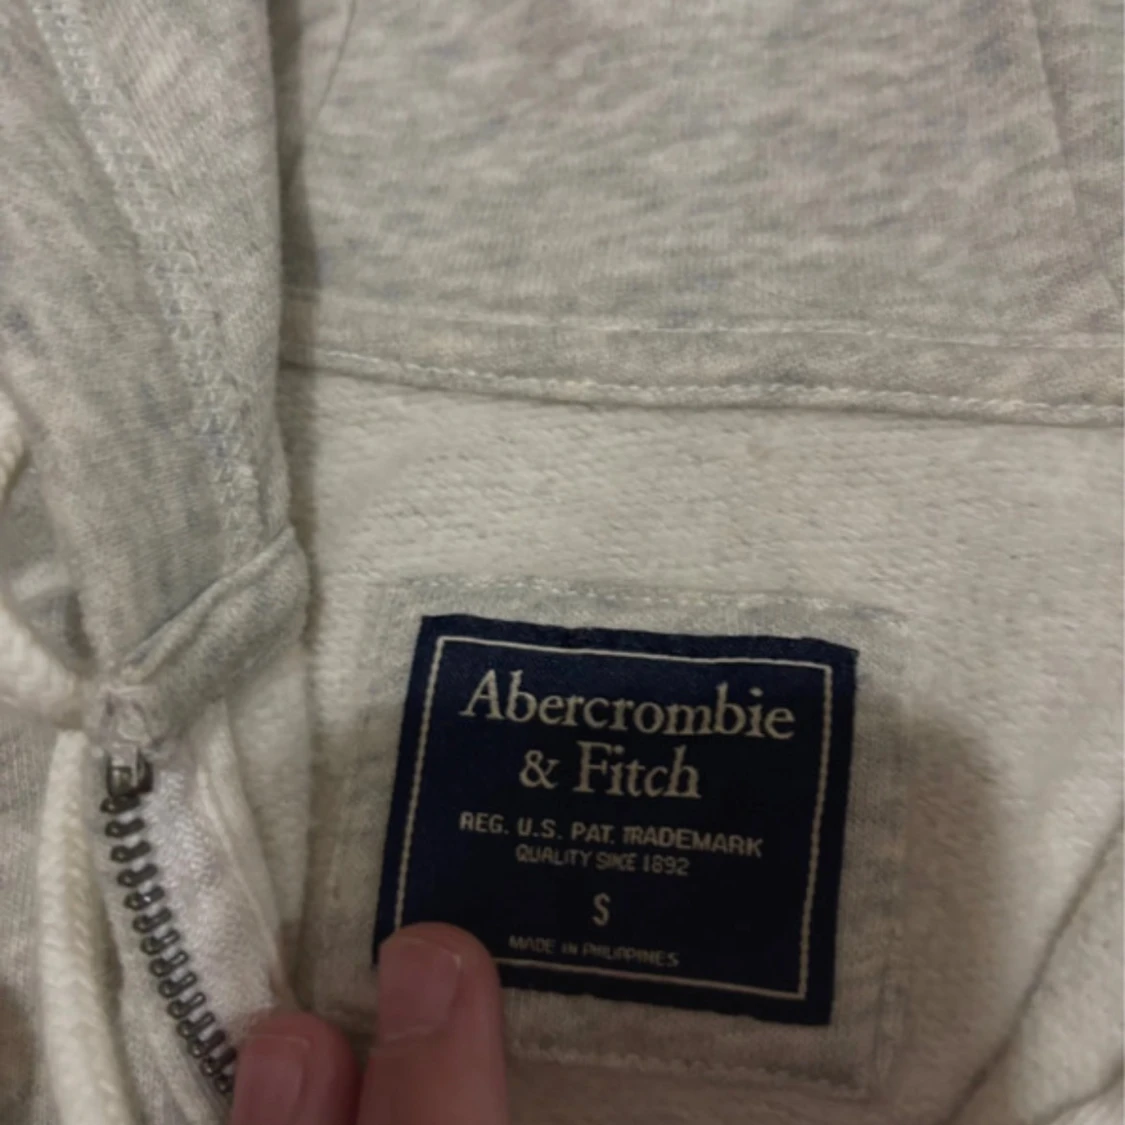 Abercrombie
& Fitch
REG. U.S. PAT. TRADEMARK
QUALITY SINCE 1892
S
MADE IN PHILIPPINES